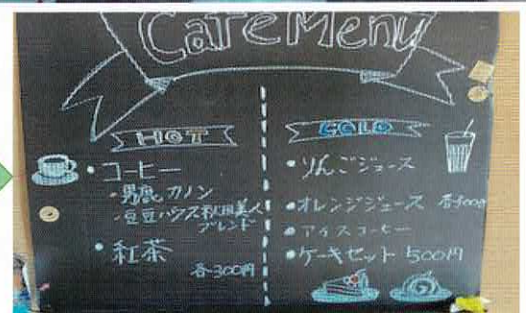 Cafe Menu
HOT
・コーヒー
・男鹿カノン
・豆豆ハウス秋田美人
ブレンド
・紅茶
各300円
COLD
・りんごジュース
・オレンジジュース 各300円
・アイスコーヒー
・ケーキセット 500円